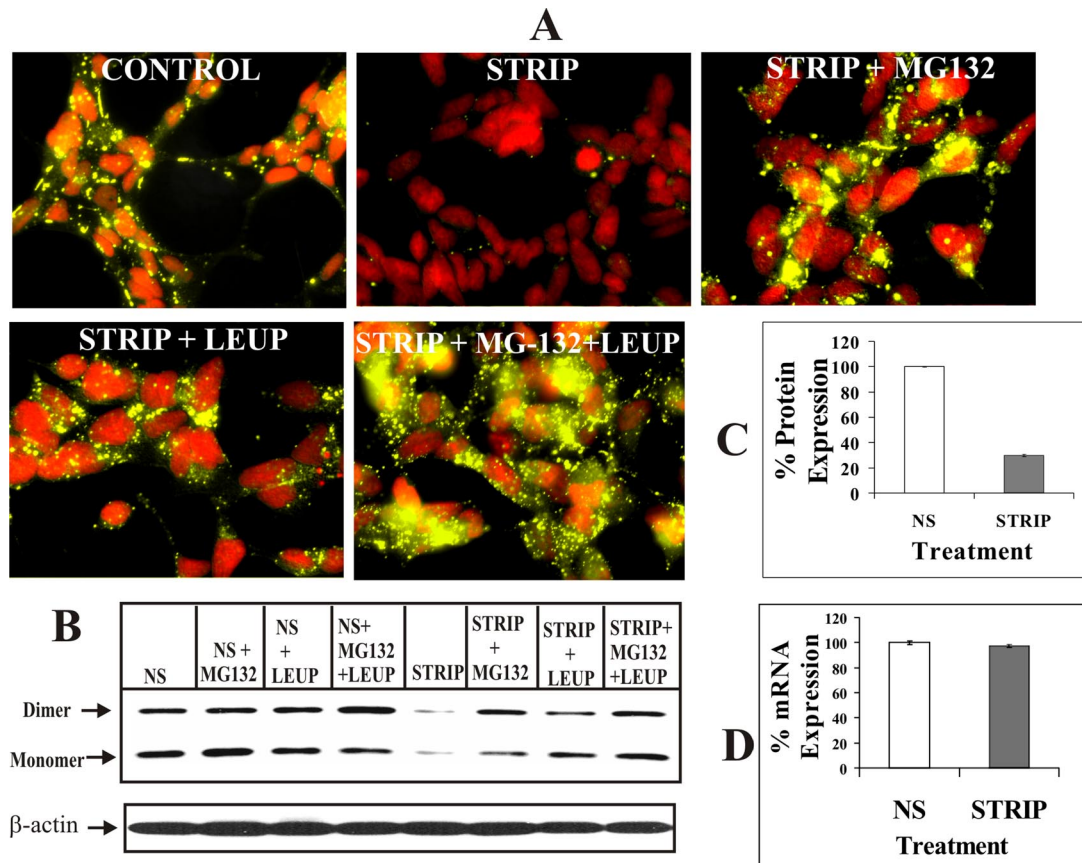 A
CONTROL
STRIP
STRIP + MG132
STRIP + LEUP
STRIP + MG-132+LEUP
B
NS
NS +
MG132
NS
+
LEUP
NS+
MG132
+LEUP
STRIP
STRIP
+
MG132
STRIP
+
LEUP
STRIP+
MG132
+LEUP
Dimer
Monomer
β-actin
C
% Protein
Expression
120
100
80
60
40
20
0
NS
STRIP
Treatment
D
% mRNA
Expression
120
100
80
60
40
20
0
NS
STRIP
Treatment